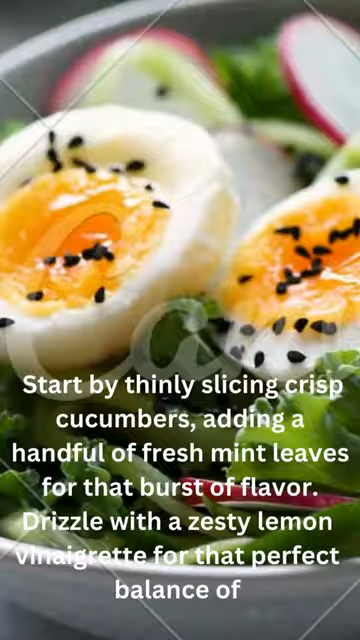 Start by thinly slicing crisp
cucumbers, adding a
handful of fresh mint leaves
for that burst of flavor.
Drizzle with a zesty lemon
vinaigrette for that perfect
balance of